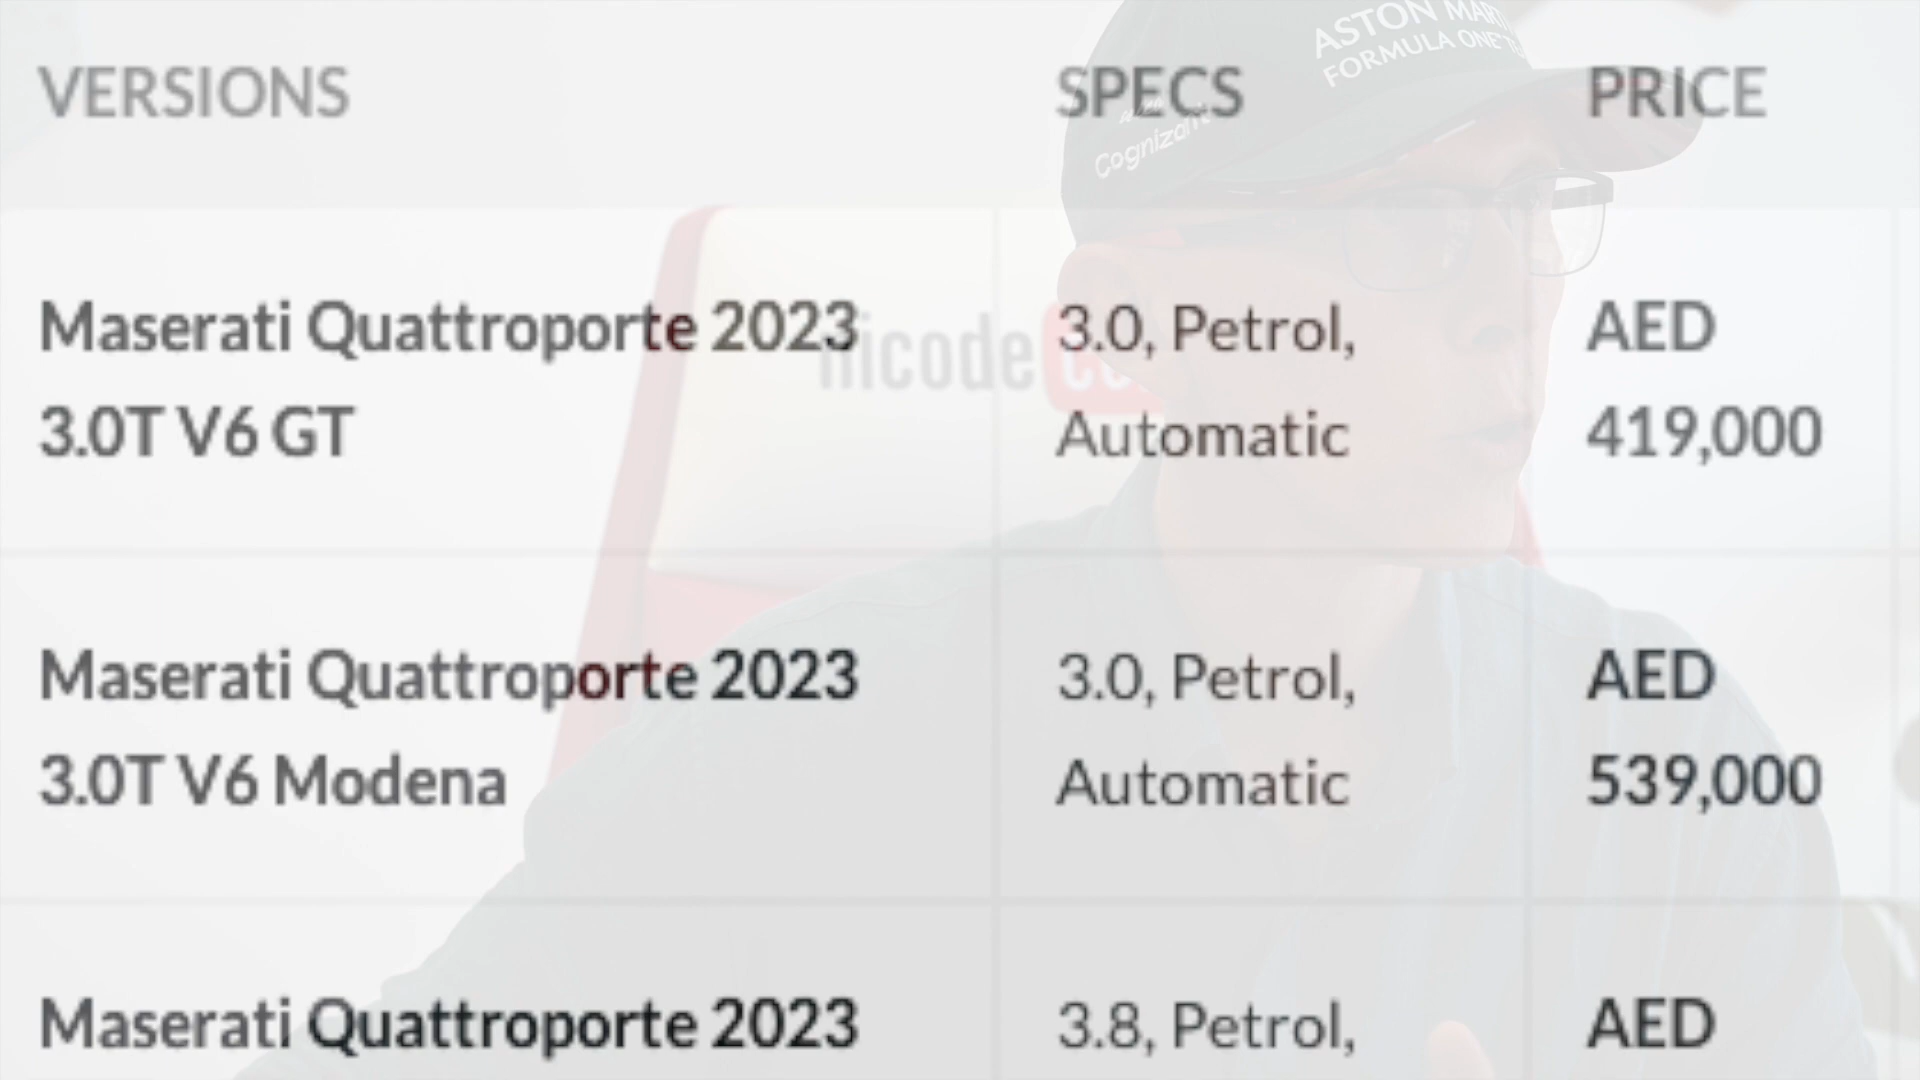 VERSIONS SPECS PRICE
Maserati Quattroporte 2023 3.0, Petrol, AED
3.0T V6 GT Automatic 419,000
Maserati Quattroporte 2023 3.0, Petrol, AED
3.0T V6 Modena Automatic 539,000
Maserati Quattroporte 2023 3.8, Petrol, AED
ASTON
FORMULA ONE
Cognizant